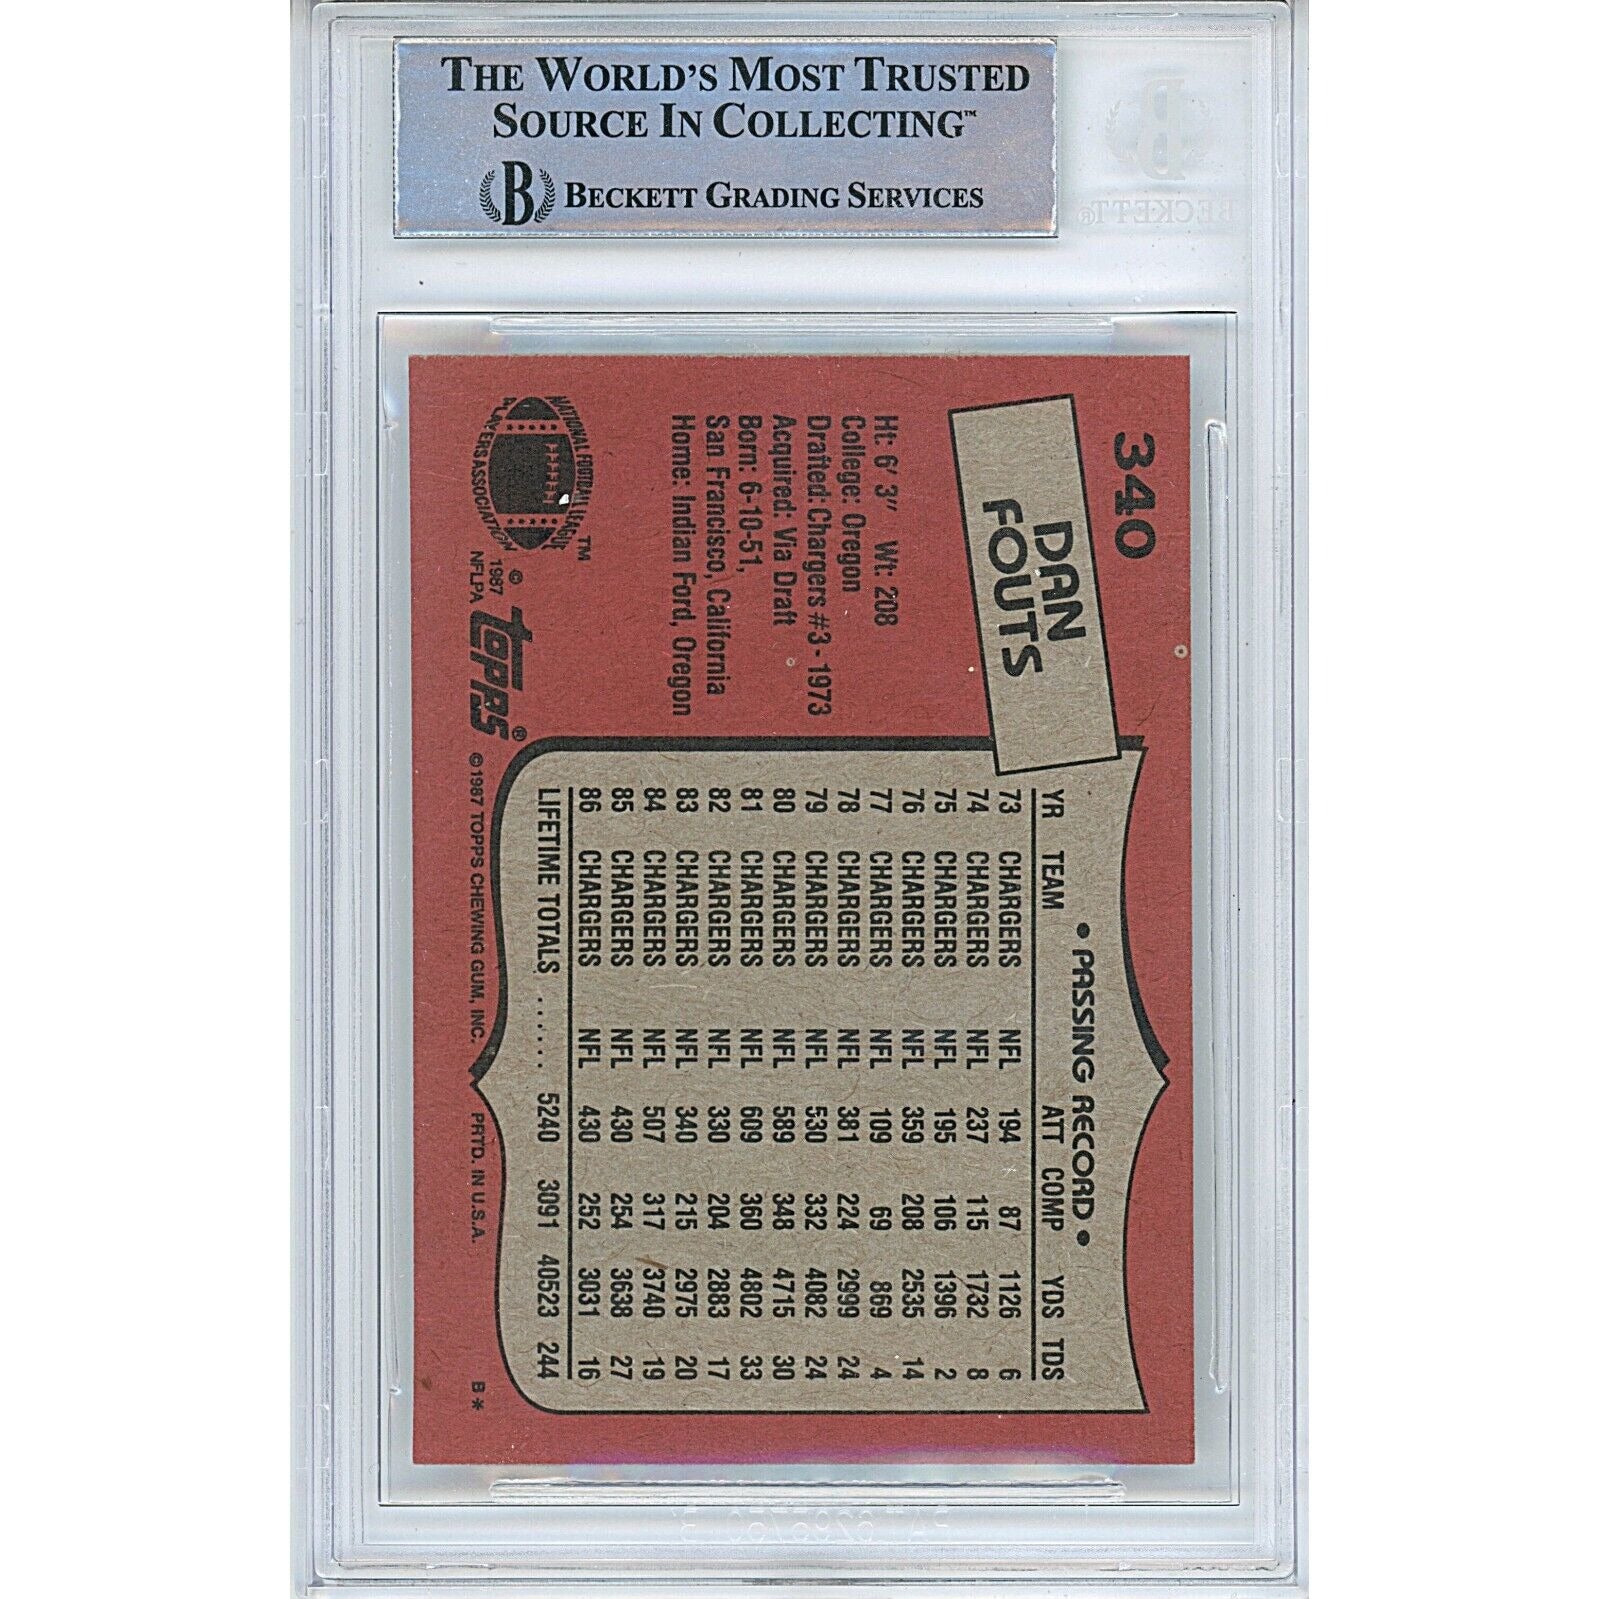 THE WORLD'S MOST TRUSTED
SOURCE IN COLLECTING™
B BECKETT GRADING SERVICES
340
DAN
FOUTS
Ht: 6' 3" Wt: 208
College: Oregon
Drafted: Chargers #3 - 1973
Acquired: Via Draft
Born: 6-10-51,
San Francisco, California
Home: Indian Ford, Oregon
NATIONAL FOOTBALL LEAGUE
PLAYERS ASSOCIATION
™
© 1987
NFLPA
TOPPS®
• PASSING RECORD •
YR TEAM ATT COMP YDS TDS
73 CHARGERS NFL 194 87 1126 6
74 CHARGERS NFL 237 115 1732 8
75 CHARGERS NFL 195 106 1396 2
76 CHARGERS NFL 359 208 2535 14
77 CHARGERS NFL 109 69 869 4
78 CHARGERS NFL 381 224 2999 24
79 CHARGERS NFL 530 332 4082 24
80 CHARGERS NFL 589 348 4715 30
81 CHARGERS NFL 609 360 4802 33
82 CHARGERS NFL 330 204 2883 17
83 CHARGERS NFL 340 215 2975 20
84 CHARGERS NFL 507 317 3740 19
85 CHARGERS NFL 430 254 3638 27
86 CHARGERS NFL 430 252 3031 16
LIFETIME TOTALS ...... 5240 3091 40523 244
©1987 TOPPS CHEWING GUM, INC. PRTD. IN U.S.A. B*